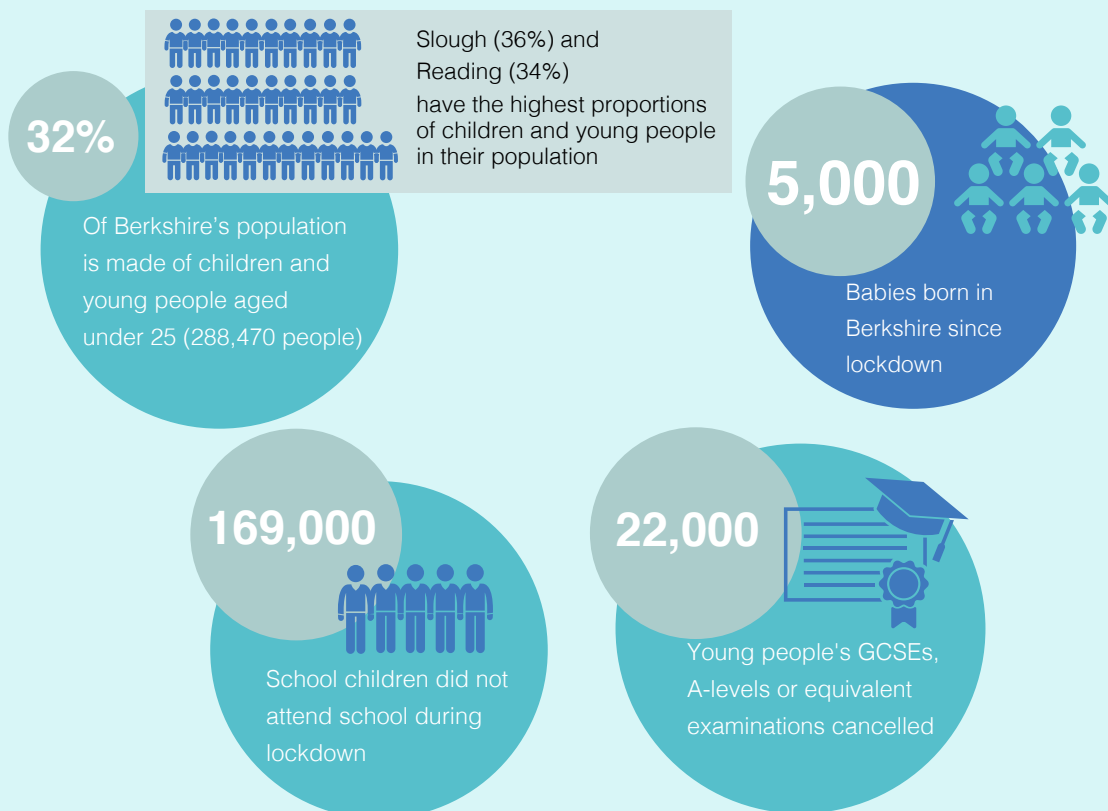 Slough (36%) and
Reading (34%)
have the highest proportions
of children and young people
in their population
32%
Of Berkshire’s population
is made of children and
young people aged
under 25 (288,470 people)
5,000
Babies born in
Berkshire since
lockdown
169,000
School children did not
attend school during
lockdown
22,000
Young people's GCSEs,
A-levels or equivalent
examinations cancelled